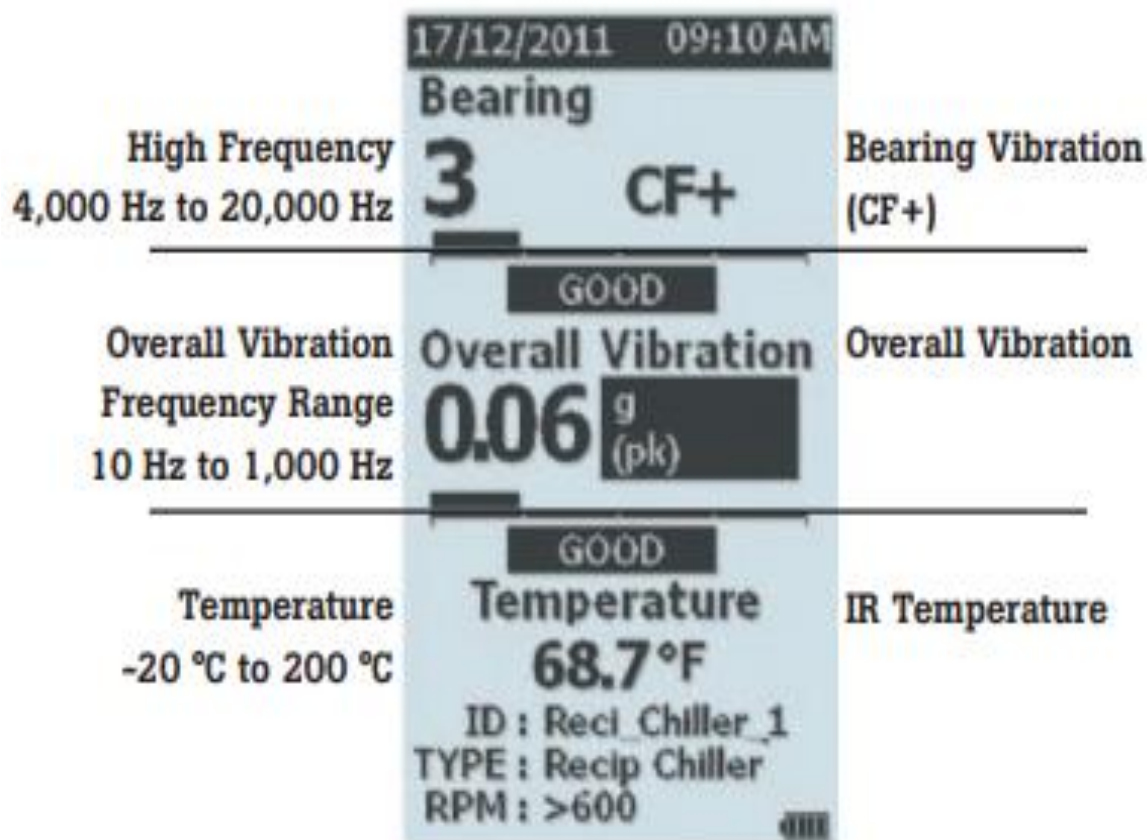 17/12/2011 09:10 AM
Bearing
High Frequency
4,000 Hz to 20,000 Hz
3 CF+
Bearing Vibration
(CF+)
GOOD
Overall Vibration
Frequency Range
10 Hz to 1,000 Hz
Overall Vibration
0.06 g
(pk)
Overall Vibration
GOOD
Temperature
-20 °C to 200 °C
Temperature
68.7 °F
IR Temperature
ID : Reci_Chiller_1
TYPE : Recip Chiller
RPM : >600